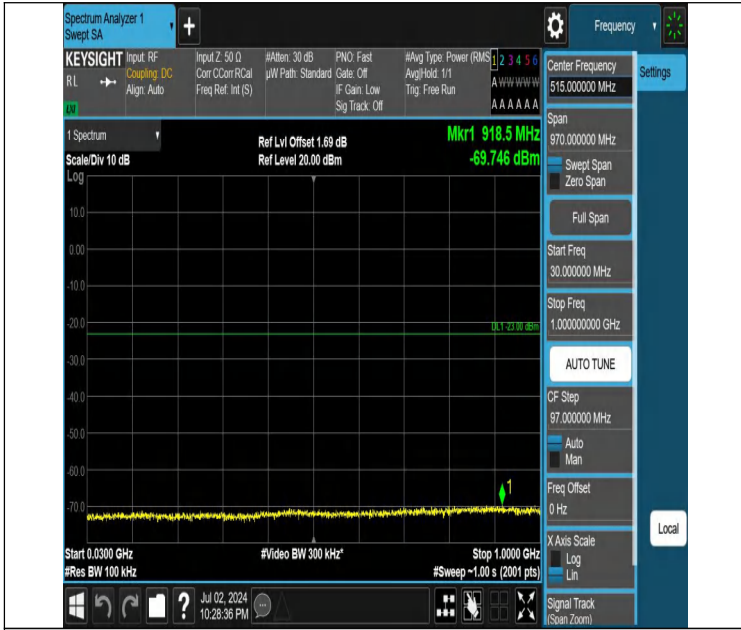 Spectrum Analyzer 1
Swept SA
+
Frequency
KEYSIGHT
RL
Input: RF
Coupling: DC
Align: Auto
Input Z: 50 Ω
Corr CCorr RCal
Freq Ref: Int (S)
#Atten: 30 dB
µW Path: Standard
PNO: Fast
Gate: Off
IF Gain: Low
Sig Track: Off
#Avg Type: Power (RMS
Avg|Hold: 1/1
Trig: Free Run
1 2 3 4 5 6
A W W W W W
A A A A A A
1 Spectrum
Scale/Div 10 dB
Ref Lvl Offset 1.69 dB
Ref Level 20.00 dBm
Mkr1 918.5 MHz
-69.746 dBm
Log
10.0
0.00
-10.0
-20.0
DL1 -23.00 dBm
-30.0
-40.0
-50.0
-60.0
1
-70.0
Start 0.0300 GHz
#Res BW 100 kHz
#Video BW 300 kHz*
Stop 1.0000 GHz
#Sweep ~1.00 s (2001 pts)
?
Jul 02, 2024
10:28:36 PM
Center Frequency
515.000000 MHz
Settings
Span
970.000000 MHz
Swept Span
Zero Span
Full Span
Start Freq
30.000000 MHz
Stop Freq
1.000000000 GHz
AUTO TUNE
CF Step
97.000000 MHz
Auto
Man
Freq Offset
0 Hz
X Axis Scale
Log
Lin
Local
Signal Track
(Span Zoom)